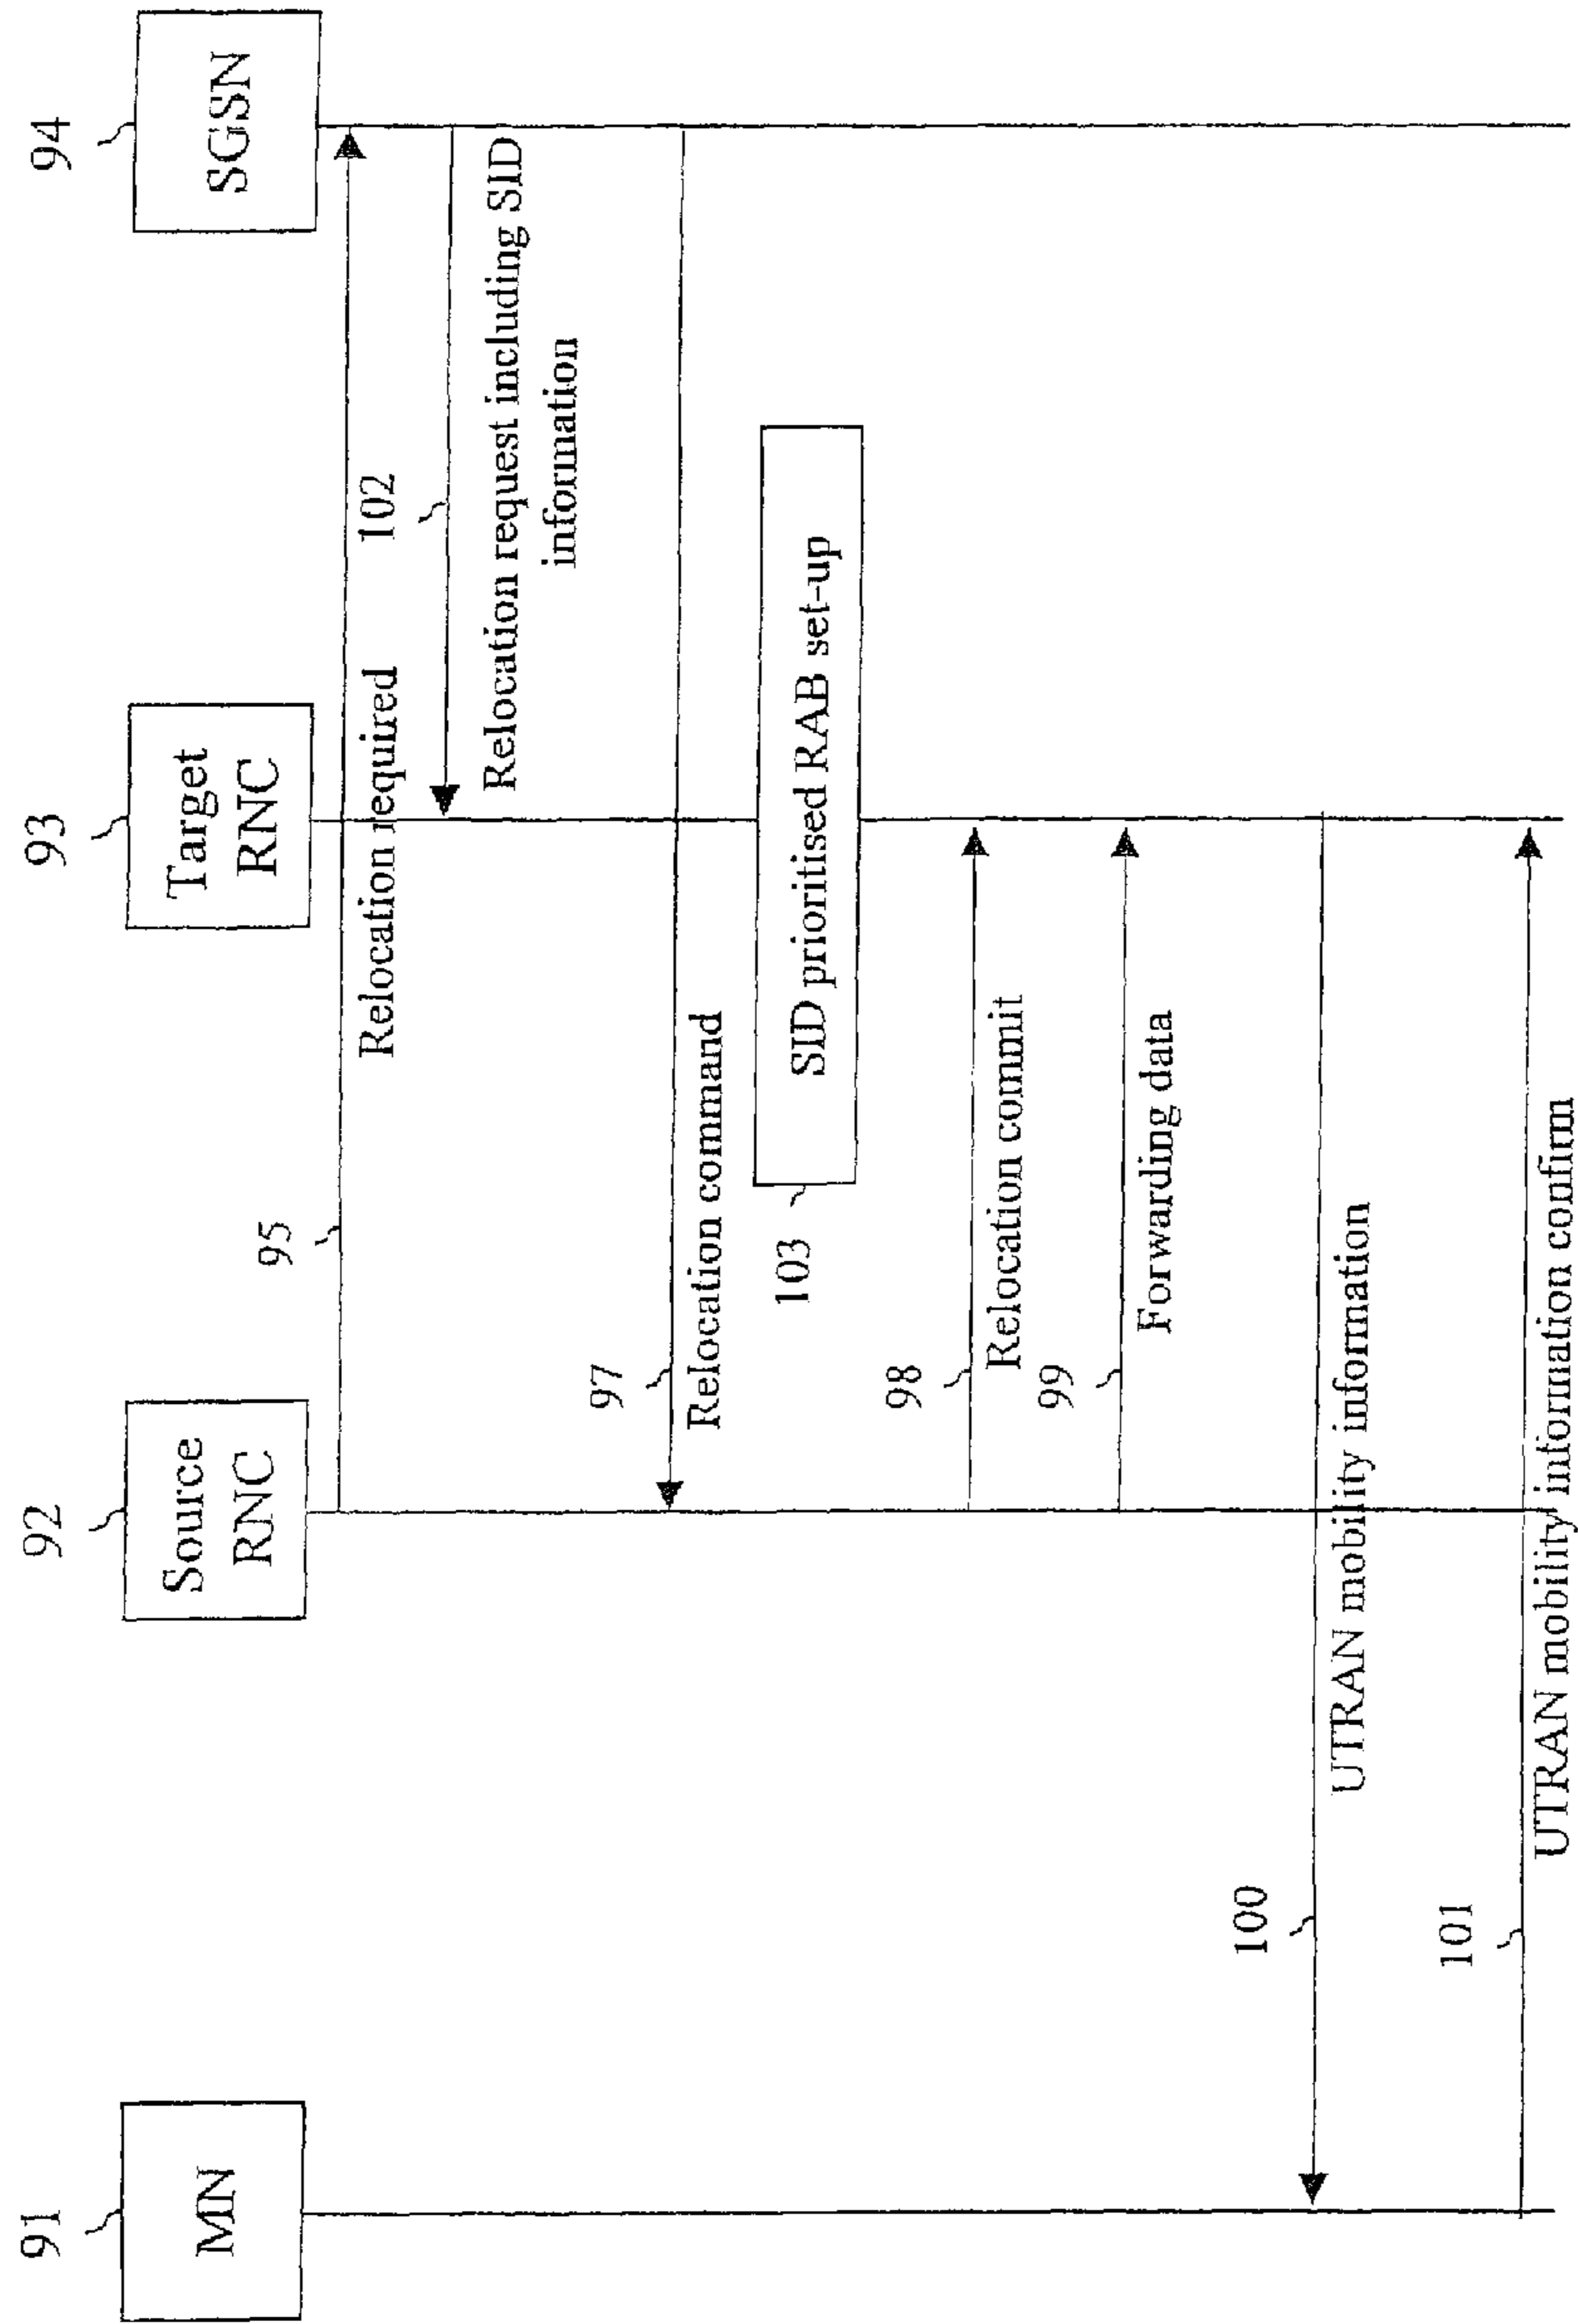 91
MN
92
Source
RNC
93
Target
RNC
94
SGSN
95
Relocation required
102
Relocation request including SID
information
97
Relocation command
SID prioritised RAB set-up
103
98
Relocation commit
99
Forwarding data
100
UTRAN mobility information
101
UTRAN mobility information confirm